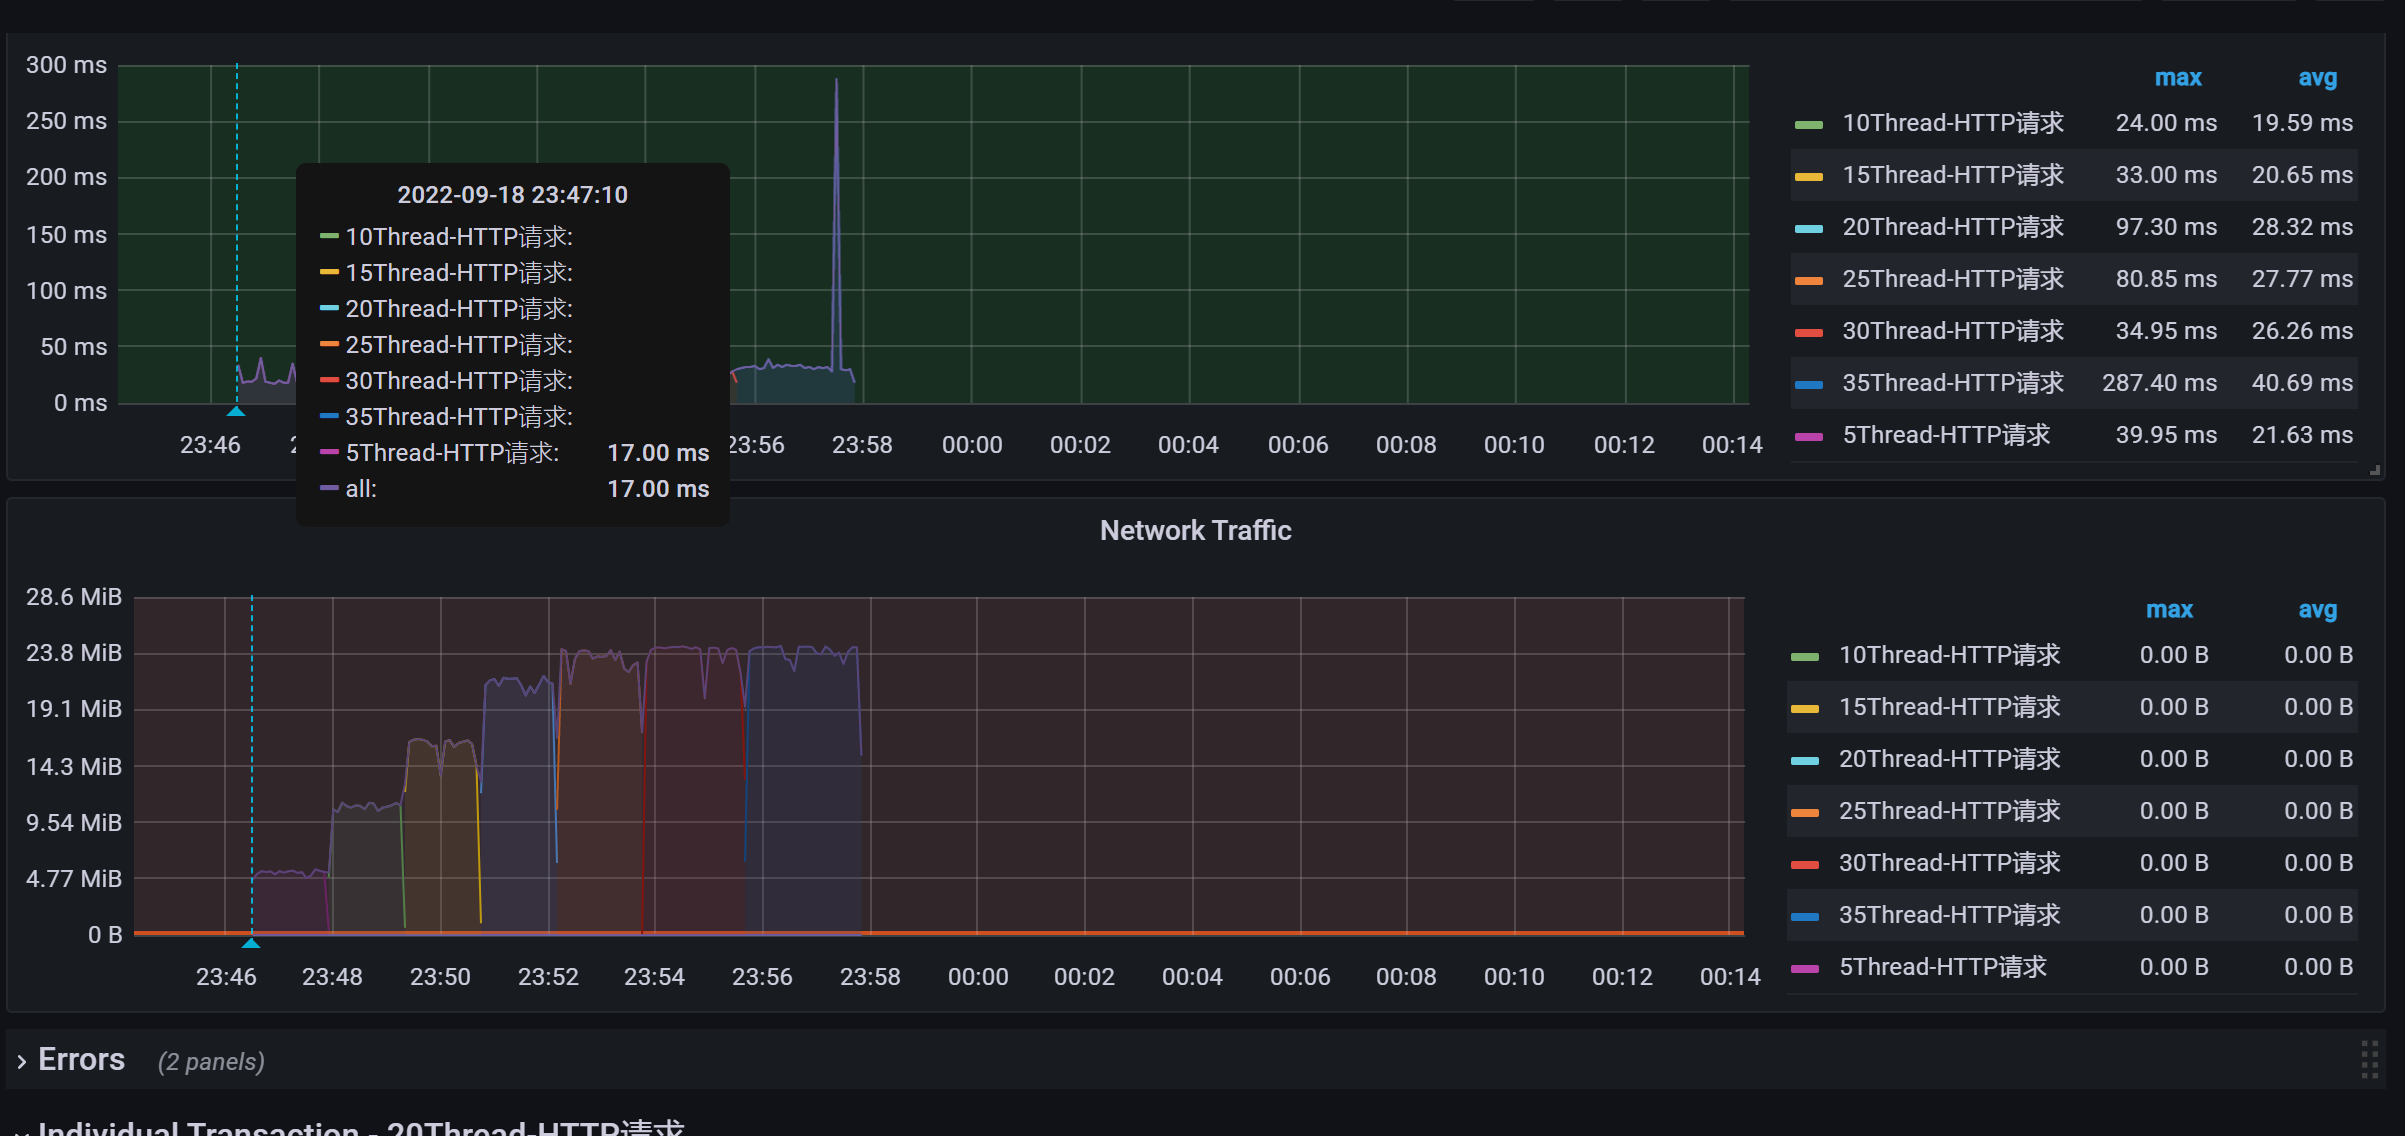 300 ms
250 ms
200 ms
150 ms
100 ms
50 ms
0 ms
23:46
2
23:56
23:58
00:00
00:02
00:04
00:06
00:08
00:10
00:12
00:14
2022-09-18 23:47:10
10Thread-HTTP请求:
15Thread-HTTP请求:
20Thread-HTTP请求:
25Thread-HTTP请求:
30Thread-HTTP请求:
35Thread-HTTP请求:
5Thread-HTTP请求: 17.00 ms
all: 17.00 ms
max avg
10Thread-HTTP请求 24.00 ms 19.59 ms
15Thread-HTTP请求 33.00 ms 20.65 ms
20Thread-HTTP请求 97.30 ms 28.32 ms
25Thread-HTTP请求 80.85 ms 27.77 ms
30Thread-HTTP请求 34.95 ms 26.26 ms
35Thread-HTTP请求 287.40 ms 40.69 ms
5Thread-HTTP请求 39.95 ms 21.63 ms
Network Traffic
28.6 MiB
23.8 MiB
19.1 MiB
14.3 MiB
9.54 MiB
4.77 MiB
0 B
23:46
23:48
23:50
23:52
23:54
23:56
23:58
00:00
00:02
00:04
00:06
00:08
00:10
00:12
00:14
max avg
10Thread-HTTP请求 0.00 B 0.00 B
15Thread-HTTP请求 0.00 B 0.00 B
20Thread-HTTP请求 0.00 B 0.00 B
25Thread-HTTP请求 0.00 B 0.00 B
30Thread-HTTP请求 0.00 B 0.00 B
35Thread-HTTP请求 0.00 B 0.00 B
5Thread-HTTP请求 0.00 B 0.00 B
Errors (2 panels)
Individual Transaction - 20Thread-HTTP请求